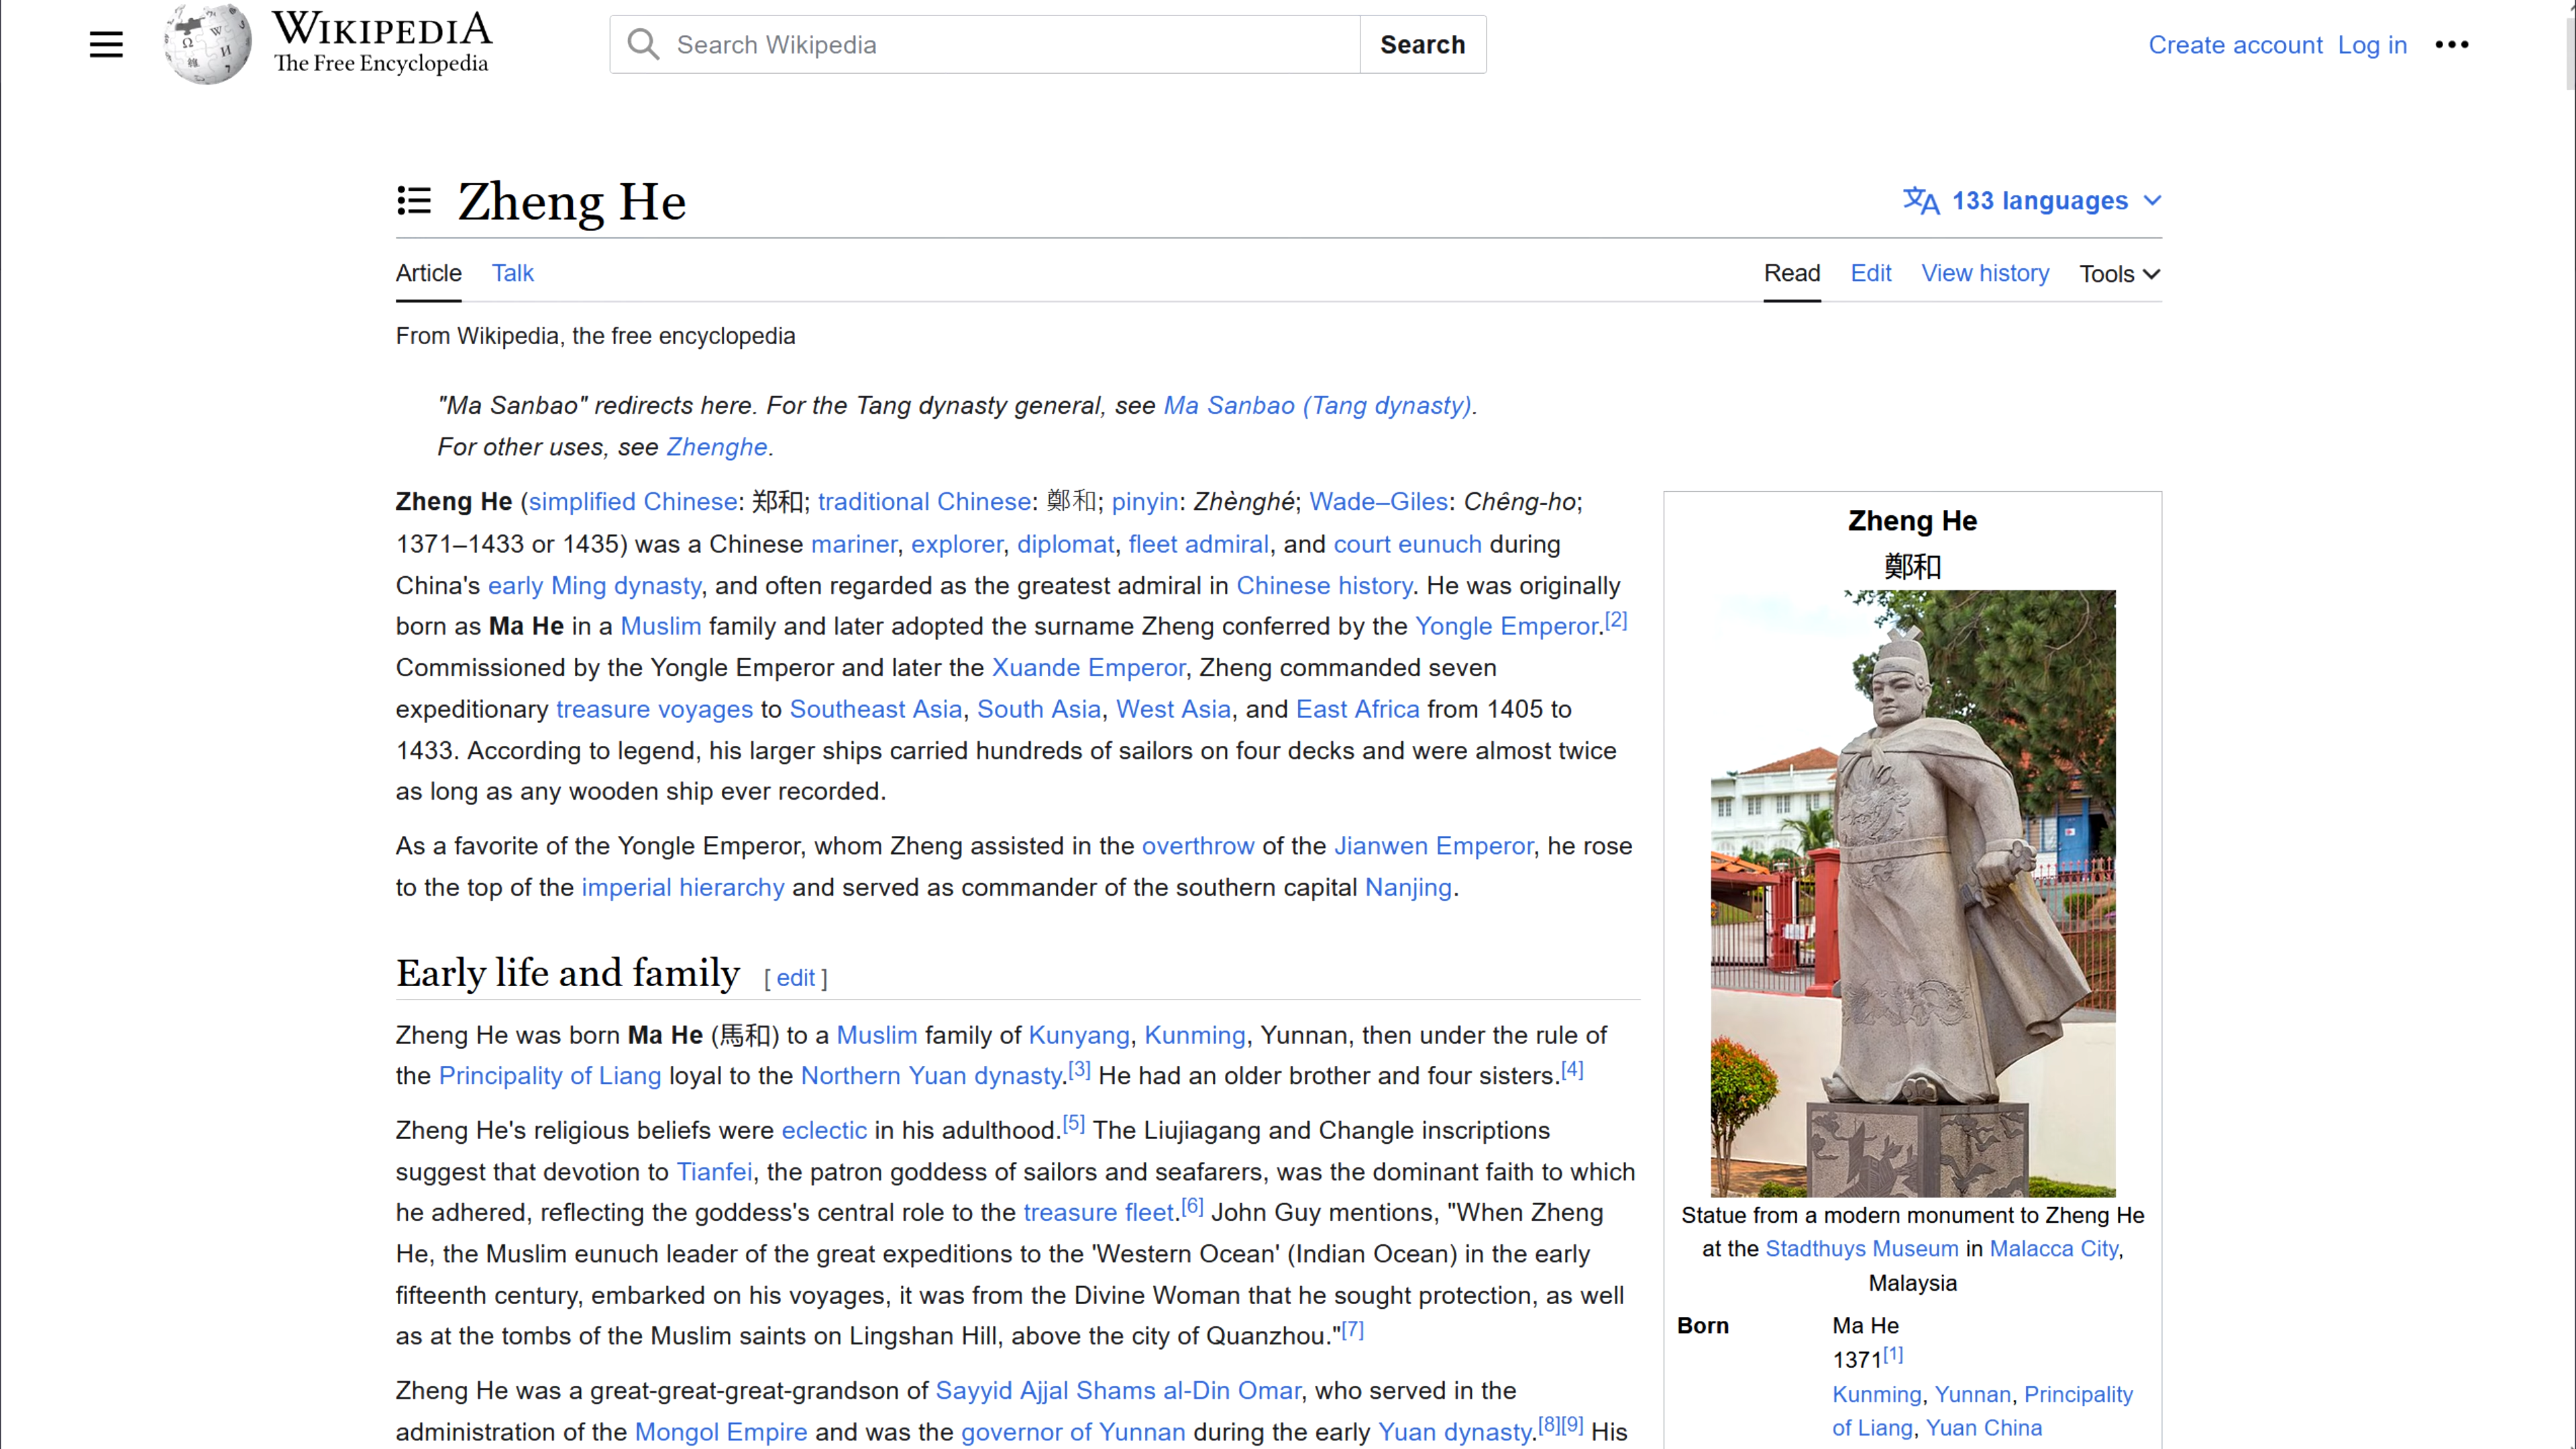 WIKIPEDIA
The Free Encyclopedia
Search Wikipedia
Search
Create account Log in
Zheng He
133 languages
Article Talk
Read Edit View history Tools
From Wikipedia, the free encyclopedia
"Ma Sanbao" redirects here. For the Tang dynasty general, see Ma Sanbao (Tang dynasty).
For other uses, see Zhenghe.
Zheng He (simplified Chinese: 郑和; traditional Chinese: 鄭和; pinyin: Zhènghé; Wade–Giles: Chêng-ho;
1371–1433 or 1435) was a Chinese mariner, explorer, diplomat, fleet admiral, and court eunuch during
China's early Ming dynasty, and often regarded as the greatest admiral in Chinese history. He was originally
born as Ma He in a Muslim family and later adopted the surname Zheng conferred by the Yongle Emperor.[2]
Commissioned by the Yongle Emperor and later the Xuande Emperor, Zheng commanded seven
expeditionary treasure voyages to Southeast Asia, South Asia, West Asia, and East Africa from 1405 to
1433. According to legend, his larger ships carried hundreds of sailors on four decks and were almost twice
as long as any wooden ship ever recorded.
As a favorite of the Yongle Emperor, whom Zheng assisted in the overthrow of the Jianwen Emperor, he rose
to the top of the imperial hierarchy and served as commander of the southern capital Nanjing.
Early life and family [ edit ]
Zheng He was born Ma He (馬和) to a Muslim family of Kunyang, Kunming, Yunnan, then under the rule of
the Principality of Liang loyal to the Northern Yuan dynasty.[3] He had an older brother and four sisters.[4]
Zheng He's religious beliefs were eclectic in his adulthood.[5] The Liujiagang and Changle inscriptions
suggest that devotion to Tianfei, the patron goddess of sailors and seafarers, was the dominant faith to which
he adhered, reflecting the goddess's central role to the treasure fleet.[6] John Guy mentions, "When Zheng
He, the Muslim eunuch leader of the great expeditions to the 'Western Ocean' (Indian Ocean) in the early
fifteenth century, embarked on his voyages, it was from the Divine Woman that he sought protection, as well
as at the tombs of the Muslim saints on Lingshan Hill, above the city of Quanzhou."[7]
Zheng He was a great-great-great-grandson of Sayyid Ajjal Shams al-Din Omar, who served in the
administration of the Mongol Empire and was the governor of Yunnan during the early Yuan dynasty.[8][9] His
Zheng He
鄭和
Statue from a modern monument to Zheng He
at the Stadthuys Museum in Malacca City,
Malaysia
Born Ma He
1371[1]
Kunming, Yunnan, Principality
of Liang, Yuan China